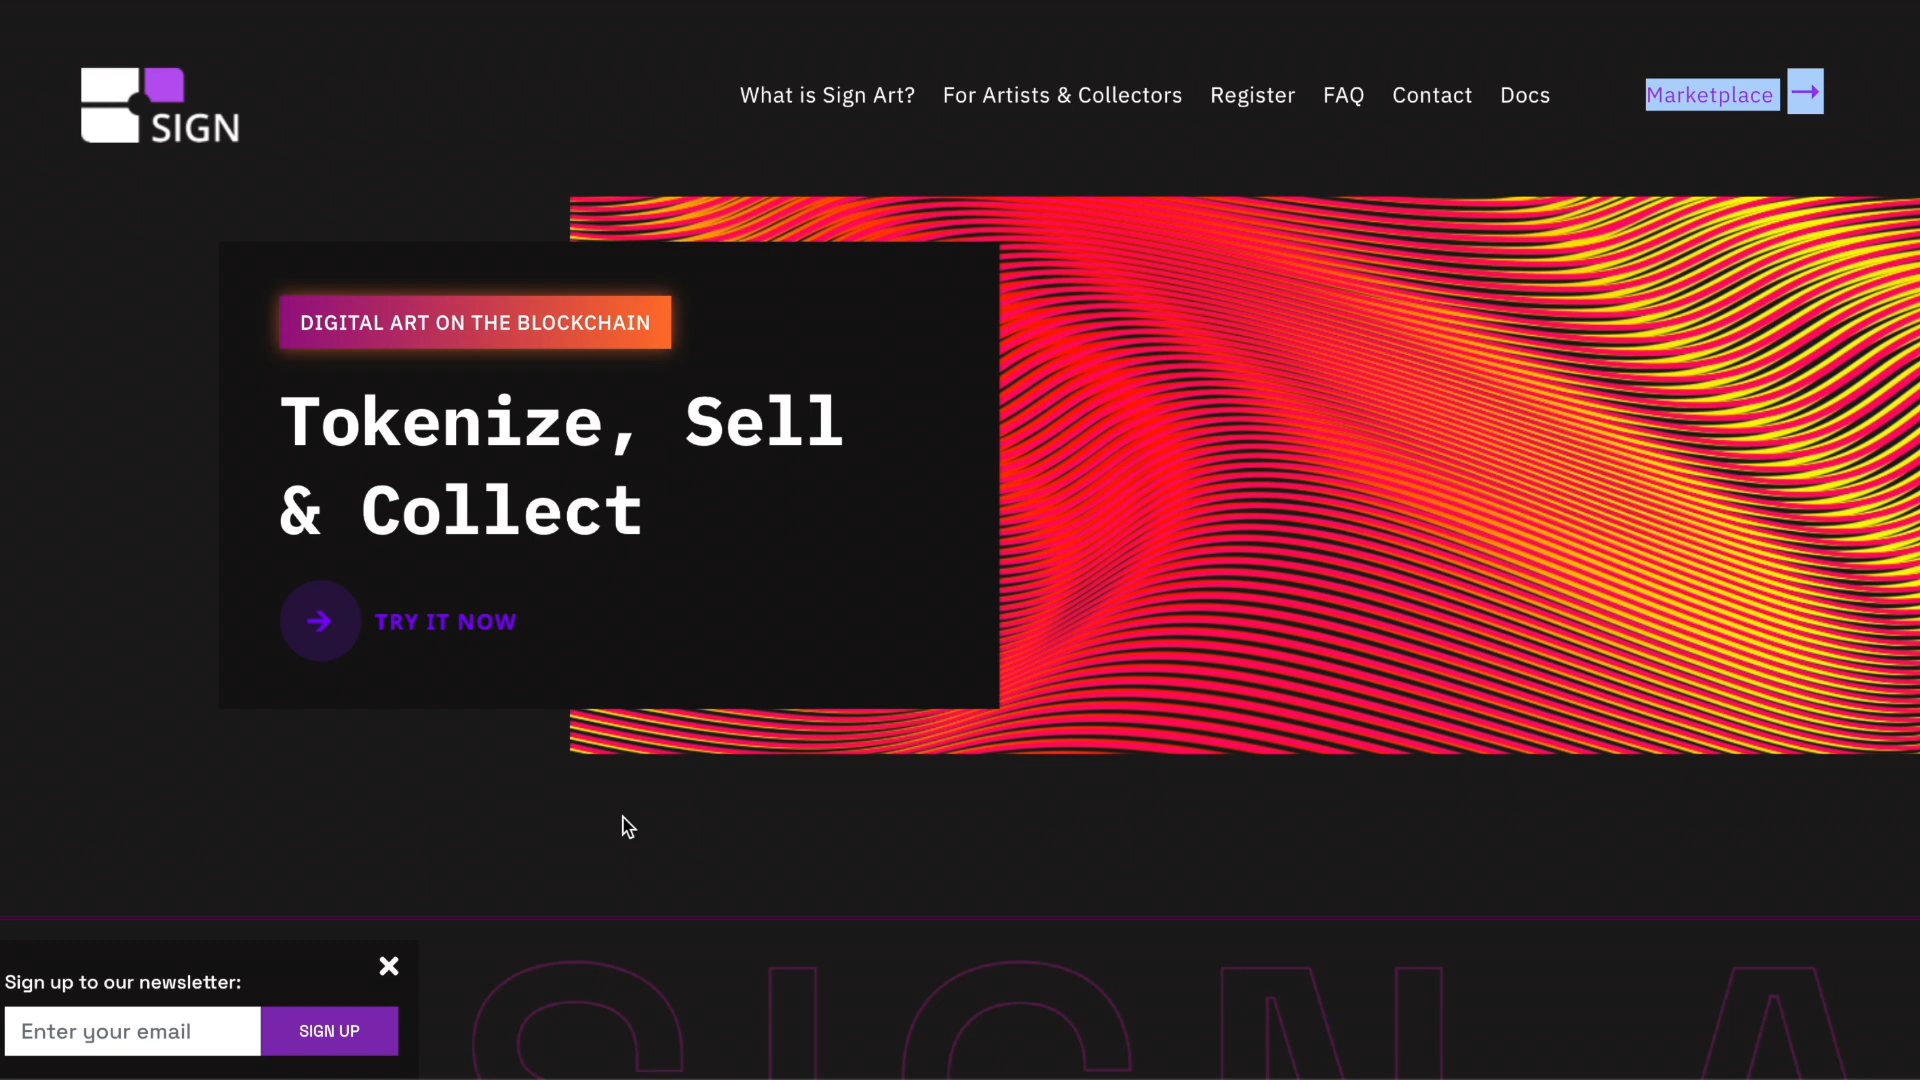 SIGN
What is Sign Art?
For Artists & Collectors
Register
FAQ
Contact
Docs
Marketplace →
DIGITAL ART ON THE BLOCKCHAIN
Tokenize, Sell
& Collect
→ TRY IT NOW
Sign up to our newsletter:
Enter your email
SIGN UP
SIGN A